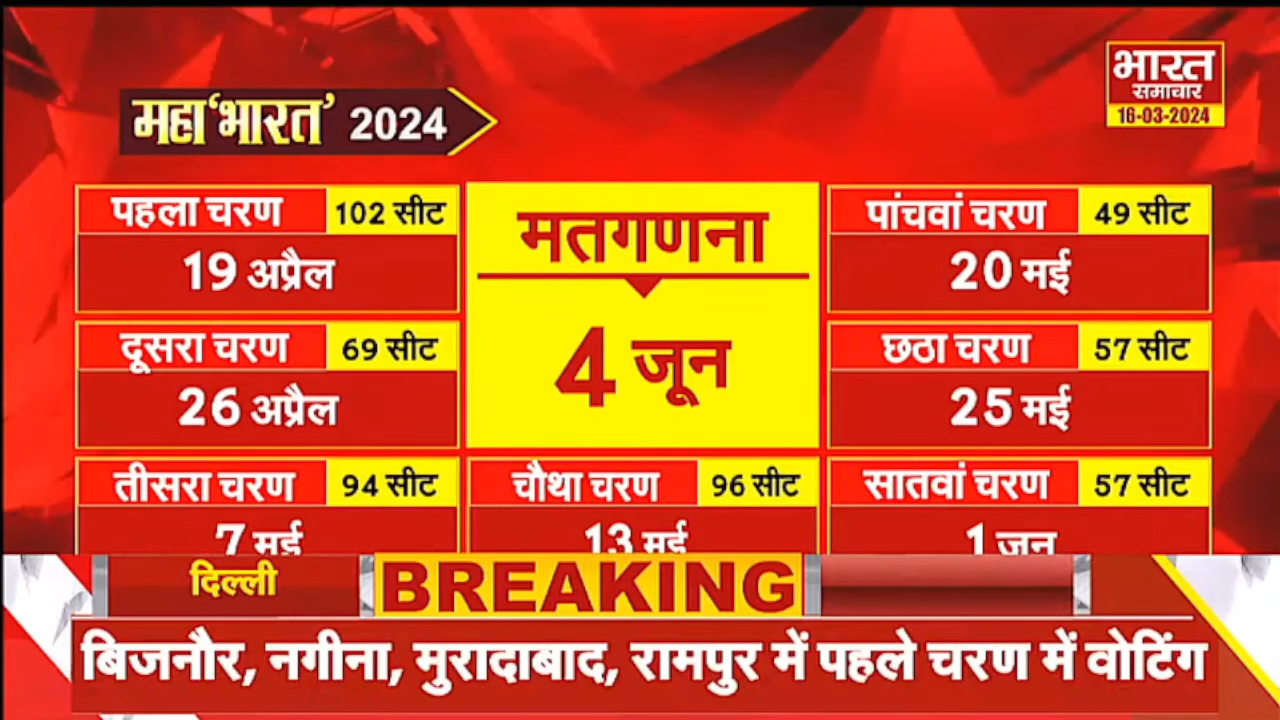 भारत
समाचार
16-03-2024
महा‘भारत’ 2024
पहला चरण 102 सीट
19 अप्रैल
दूसरा चरण 69 सीट
26 अप्रैल
तीसरा चरण 94 सीट
7 मई
मतगणना
4 जून
चौथा चरण 96 सीट
13 मई
पांचवां चरण 49 सीट
20 मई
छठा चरण 57 सीट
25 मई
सातवां चरण 57 सीट
1 जून
दिल्ली
BREAKING
बिजनौर, नगीना, मुरादाबाद, रामपुर में पहले चरण में वोटिंग